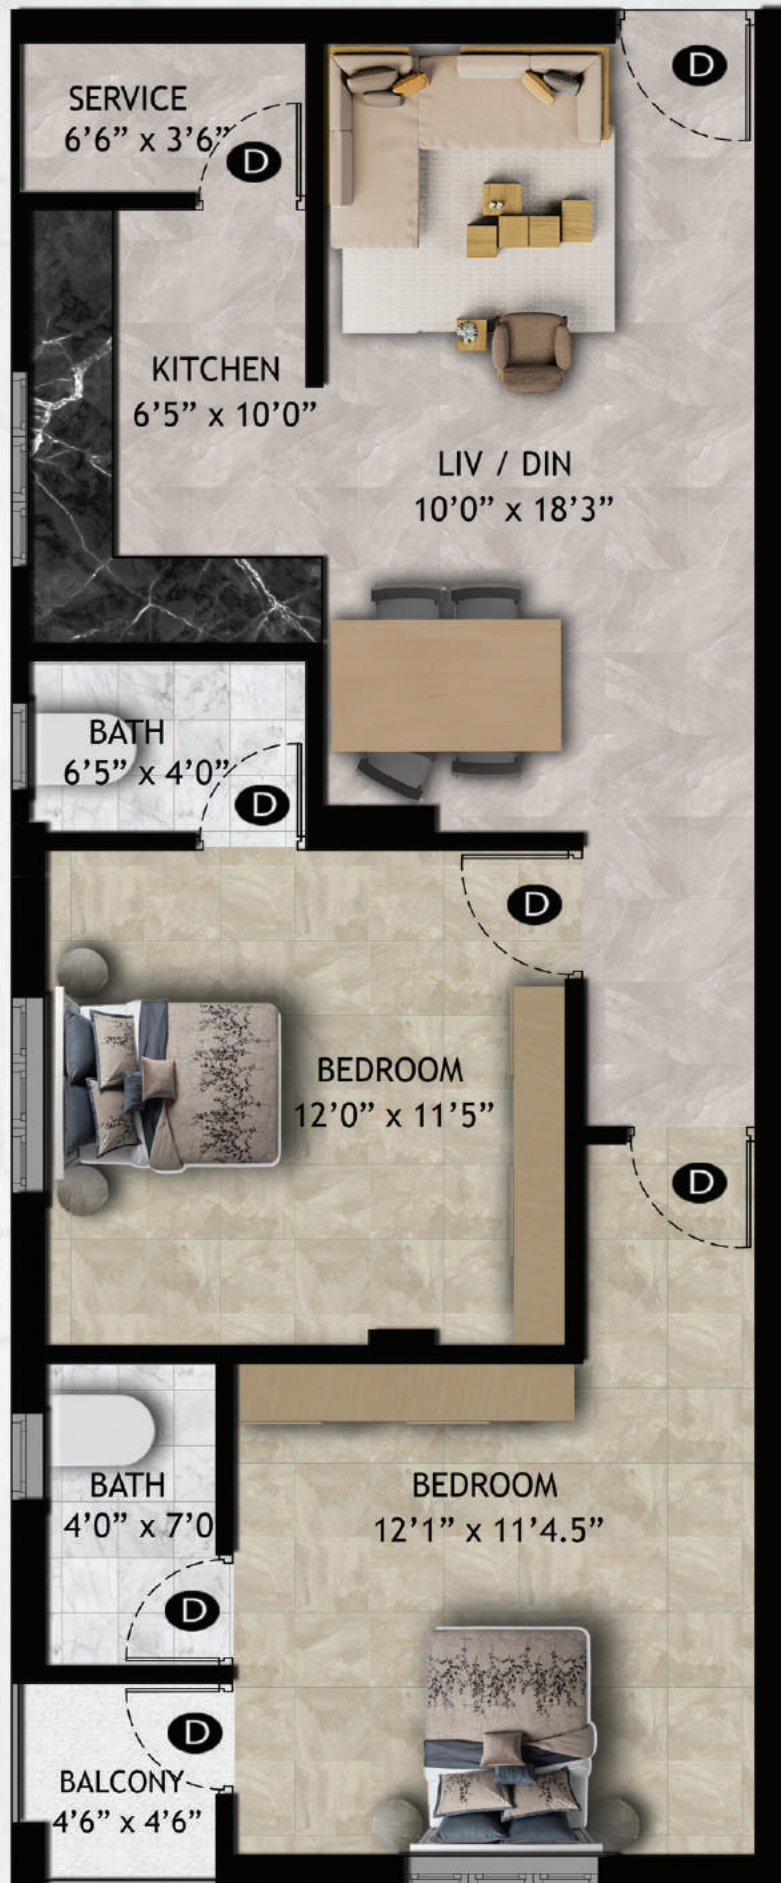 D
SERVICE
6’6” x 3’6”
D
KITCHEN
6’5” x 10’0”
LIV / DIN
10’0” x 18’3”
BATH
6’5” x 4’0”
D
D
BEDROOM
12’0” x 11’5”
D
BATH
4’0” x 7’0
BEDROOM
12’1” x 11’4.5”
D
D
BALCONY
4’6” x 4’6”